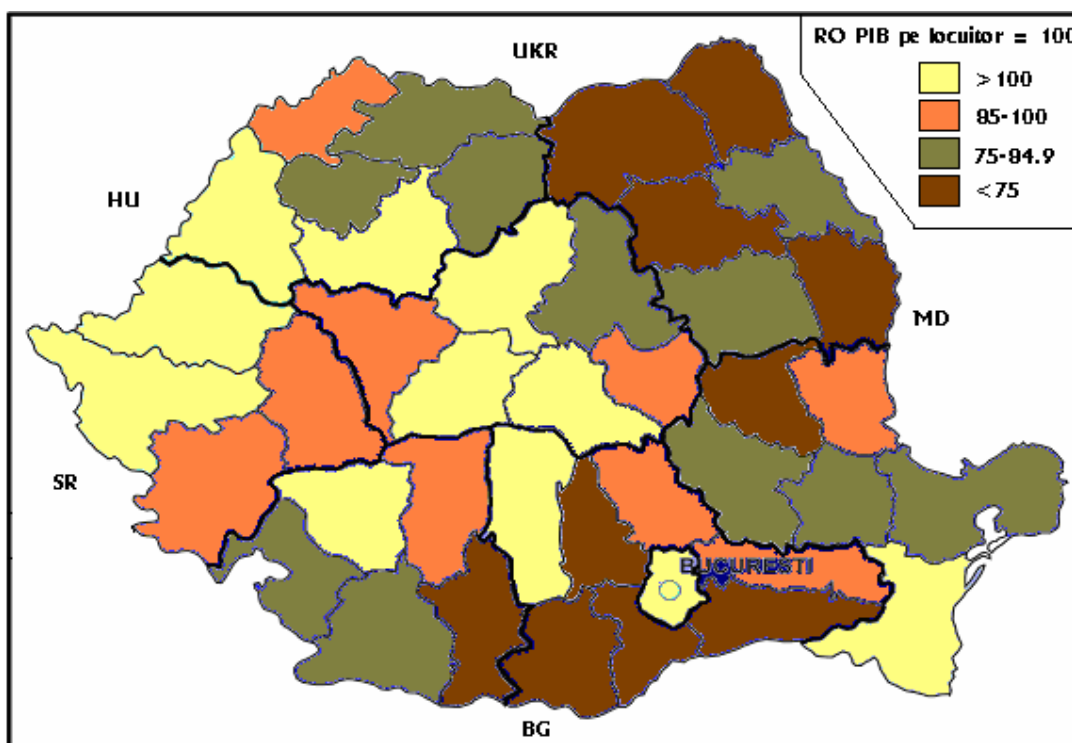 RO PIB pe locuitor = 100
>100
85-100
75-84.9
<75
UKR
HU
MD
SR
BUCURESTI
BG